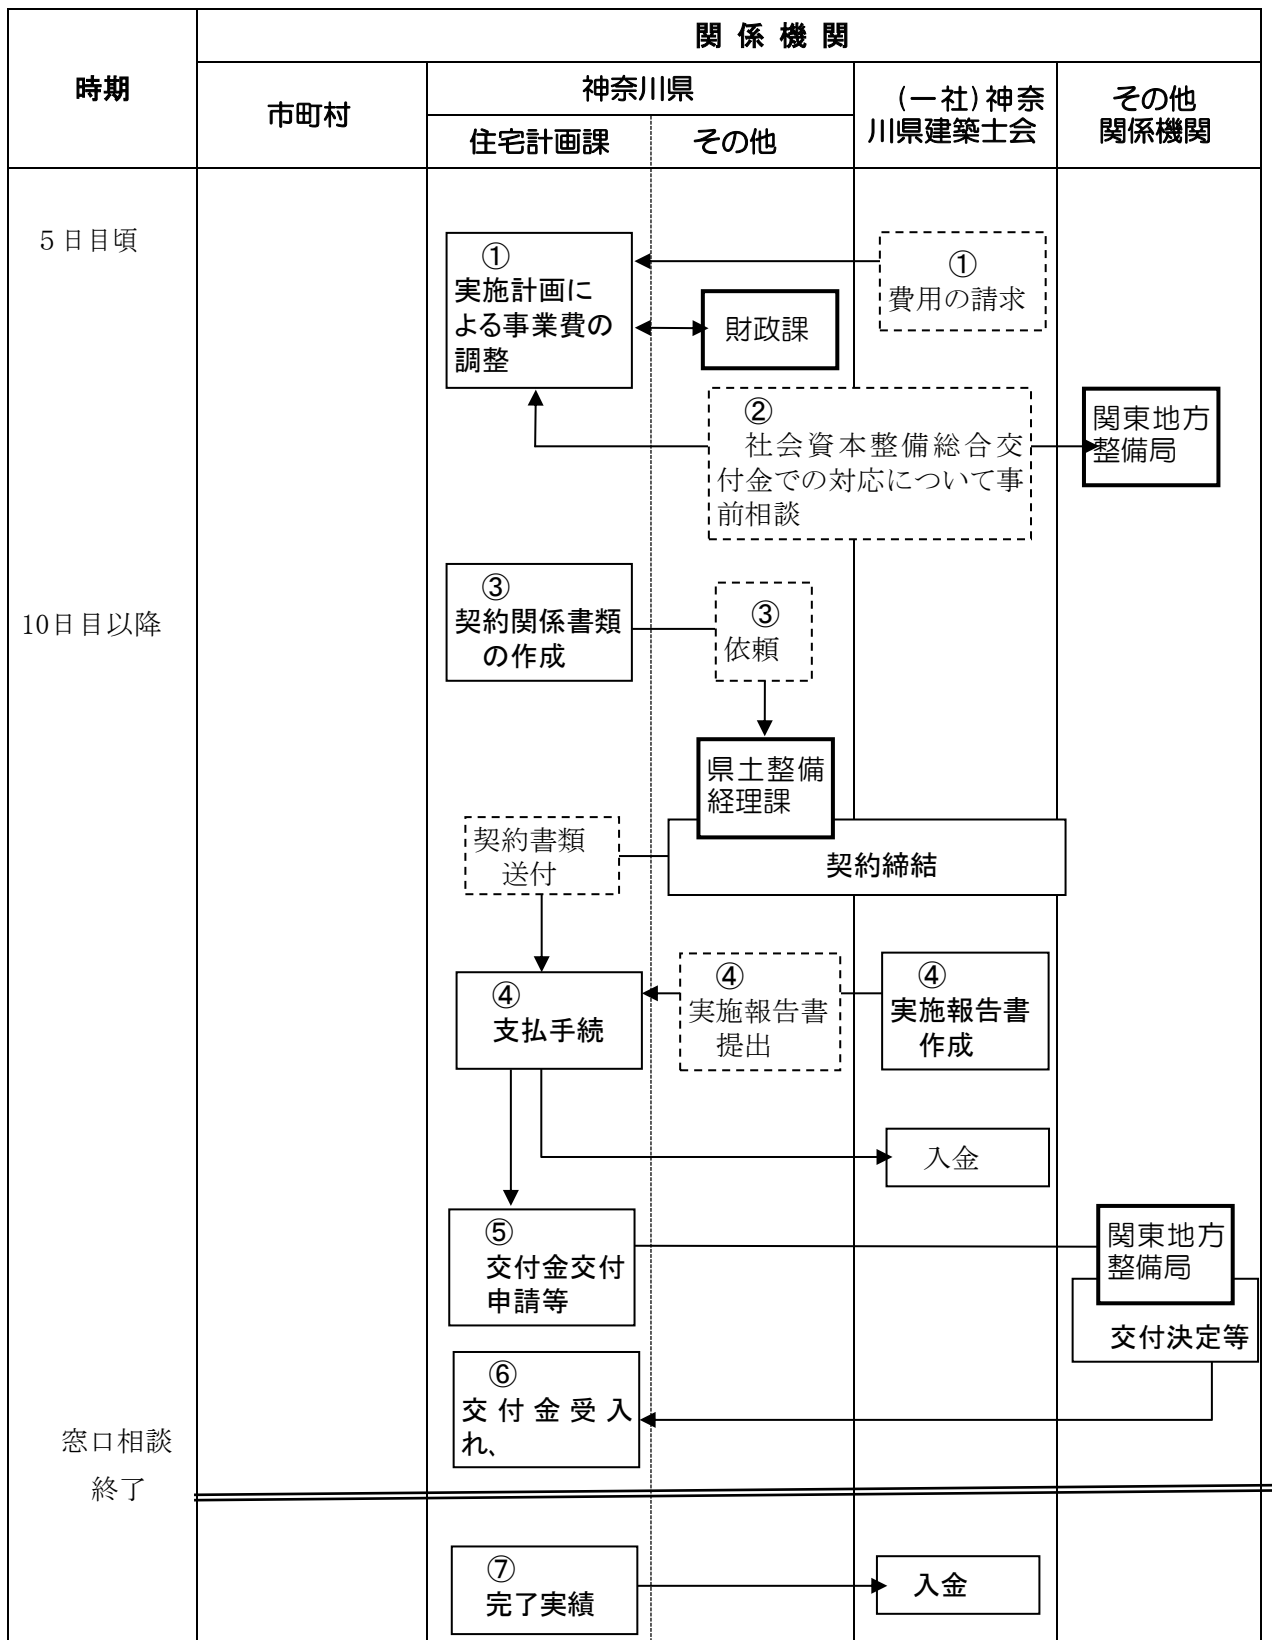 関 係 機 関
時期
市町村
神奈川県
住宅計画課
その他
(一社)神奈
川県建築士会
その他
関係機関
5日目頃
①
実施計画に
よる事業費の
調整
財政課
①
費用の請求
②
社会資本整備総合交
付金での対応について事
前相談
関東地方
整備局
10日目以降
③
契約関係書類
の作成
③
依頼
県土整備
経理課
契約書類
送付
契約締結
④
支払手続
④
実施報告書
提出
④
実施報告書
作成
入金
⑤
交付金交付
申請等
関東地方
整備局
交付決定等
⑥
交付金受入
れ、
窓口相談
終了
⑦
完了実績
入金